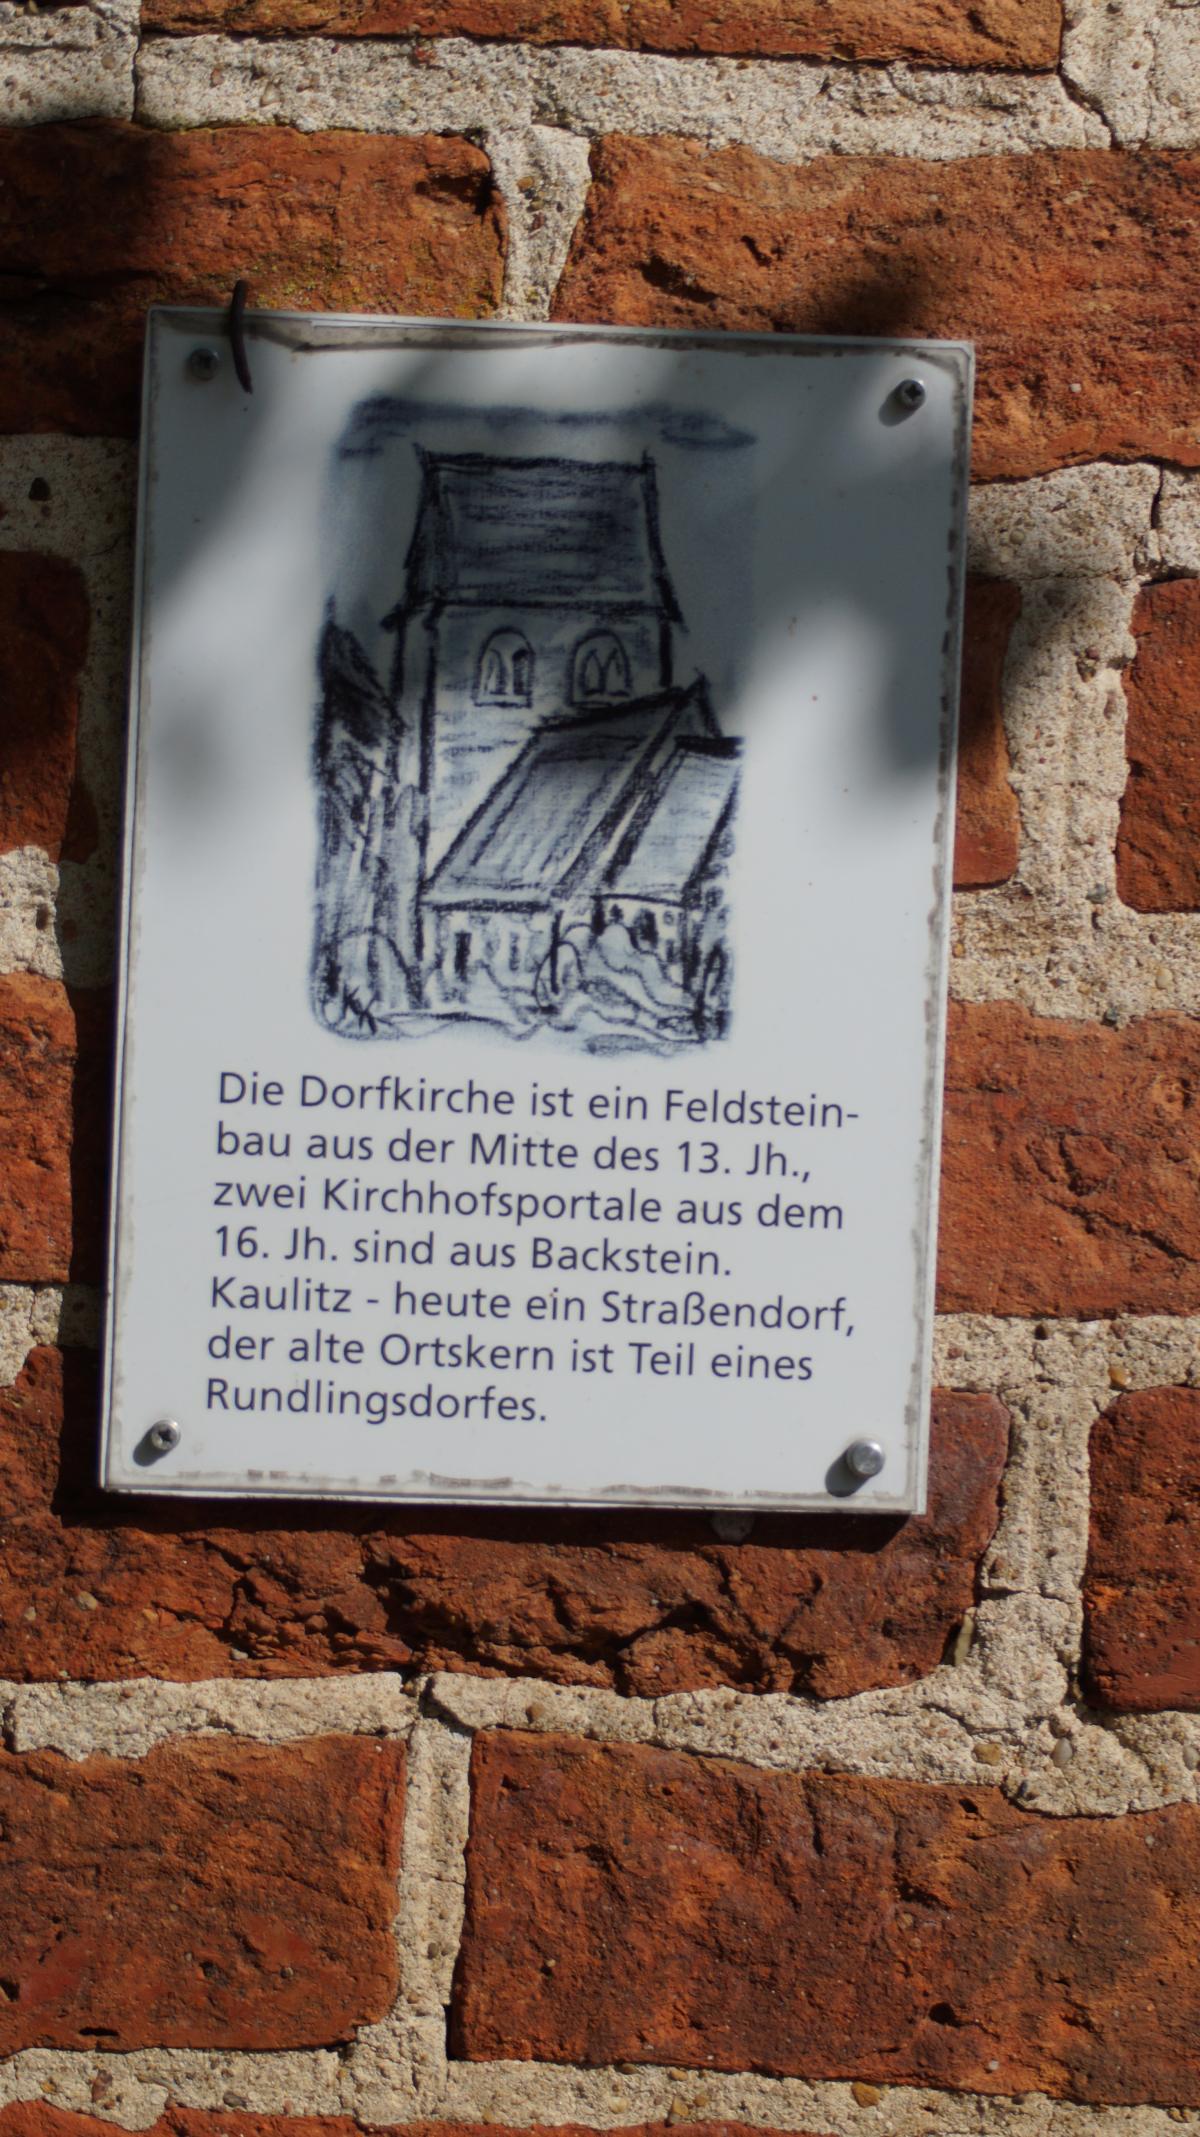 KK
Die Dorfkirche ist ein Feldstein-
bau aus der Mitte des 13. Jh.,
zwei Kirchhofsportale aus dem
16. Jh. sind aus Backstein.
Kaulitz - heute ein Straßendorf,
der alte Ortskern ist Teil eines
Rundlingsdorfes.